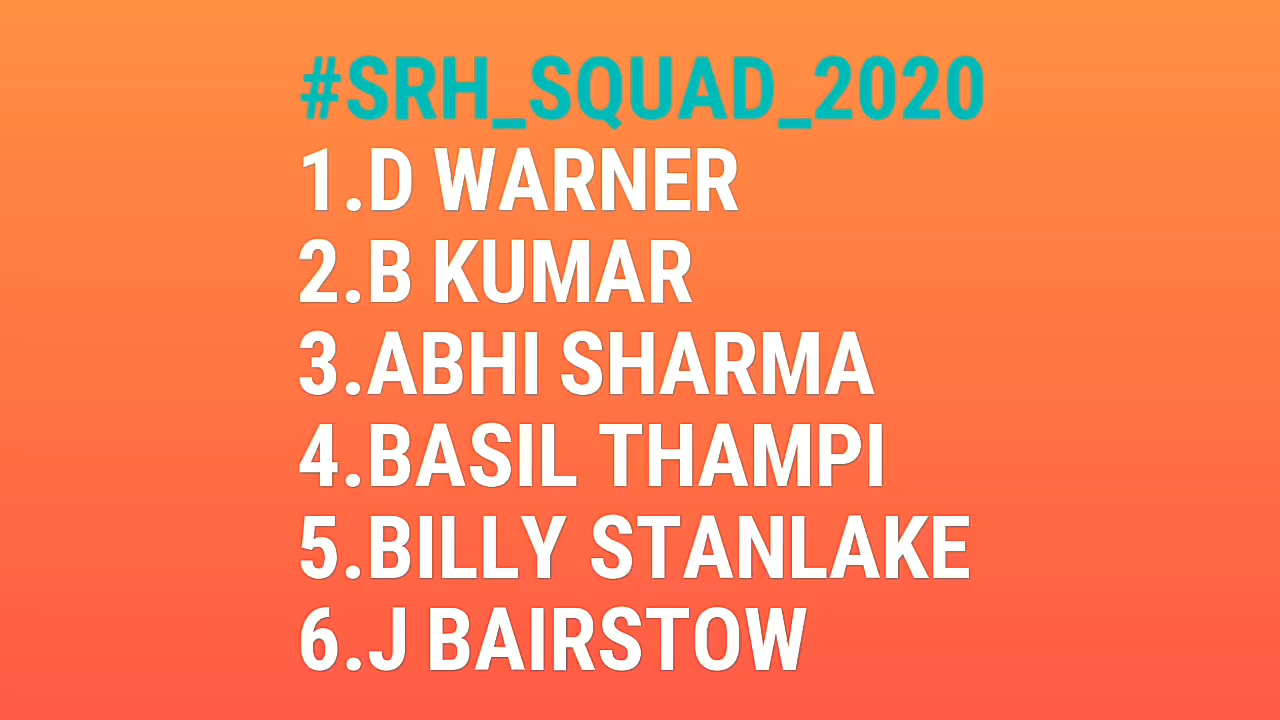 #SRH_SQUAD_2020
1.D WARNER
2.B KUMAR
3.ABHI SHARMA
4.BASIL THAMPI
5.BILLY STANLAKE
6.J BAIRSTOW